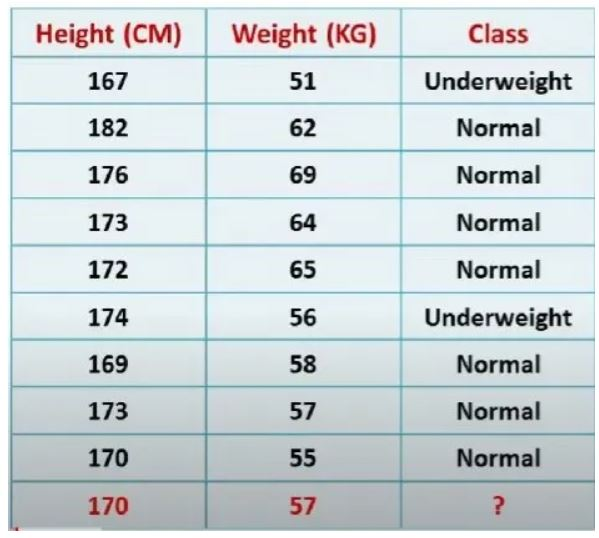 Height (CM) Weight (KG) Class
167 51 Underweight
182 62 Normal
176 69 Normal
173 64 Normal
172 65 Normal
174 56 Underweight
169 58 Normal
173 57 Normal
170 55 Normal
170 57 ?